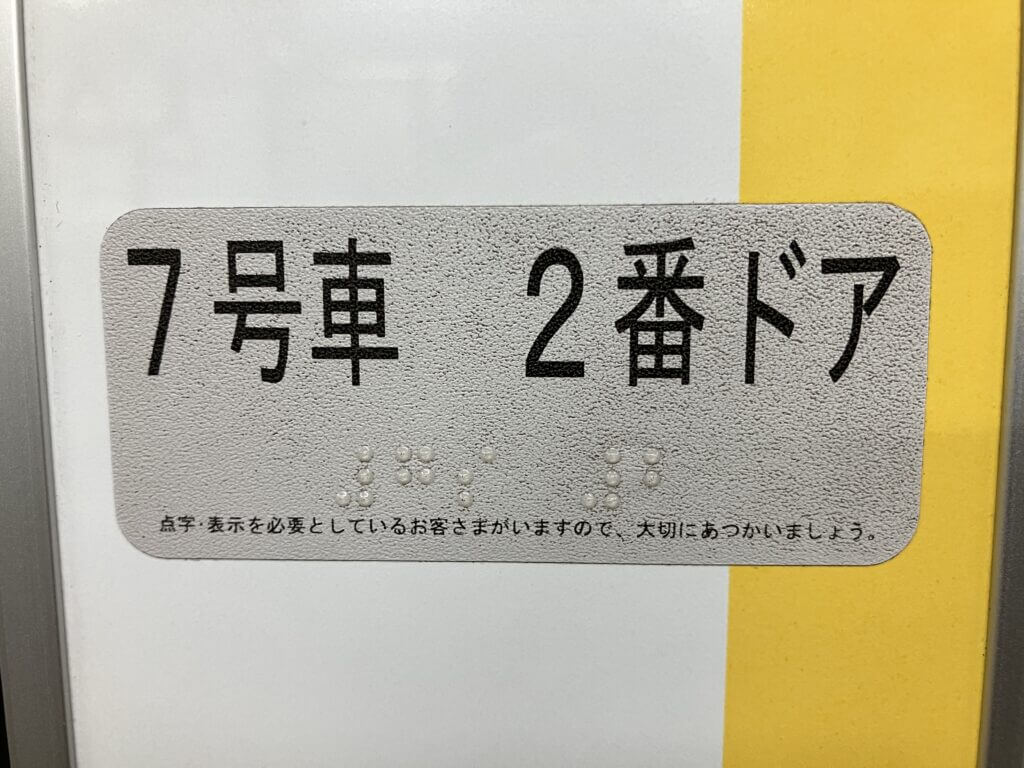 7号車　2番ドア
⠼⠛⠎ ⠼⠃
点字・表示を必要としているお客さまがいますので、大切にあつかいましょう。